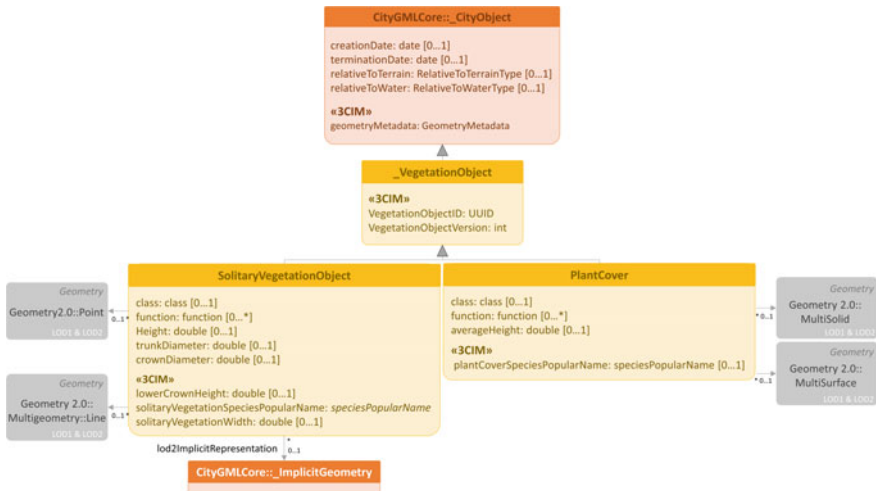 CityGMLCore::_CityObject
creationDate: date [0...1]
terminationDate: date [0...1]
relativeToTerrain: RelativeToTerrainType [0...1]
relativeToWater: RelativeToWaterType [0...1]
«3CIM»
geometryMetadata: GeometryMetadata
_VegetationObject
«3CIM»
VegetationObjectID: UUID
VegetationObjectVersion: int
SolitaryVegetationObject
class: class [0...1]
function: function [0...*]
Height: double [0...1]
trunkDiameter: double [0...1]
crownDiameter: double [0...1]
«3CIM»
lowerCrownHeight: double [0...1]
solitaryVegetationSpeciesPopularName: speciesPopularName
solitaryVegetationWidth: double [0...1]
PlantCover
class: class [0...1]
function: function [0...*]
averageHeight: double [0...1]
«3CIM»
plantCoverSpeciesPopularName: speciesPopularName [0...1]
Geometry
Geometry2.0::Point
LOD1 & LOD2
0..1 *
Geometry
Geometry 2.0::
Multigeometry::Line
LOD1 & LOD2
0..1 *
Geometry
Geometry 2.0::
MultiSolid
LOD1 & LOD2
* 0..1
Geometry
Geometry 2.0::
MultiSurface
LOD1 & LOD2
* 0..1
lod2ImplicitRepresentation
*
0..1
CityGMLCore::_ImplicitGeometry